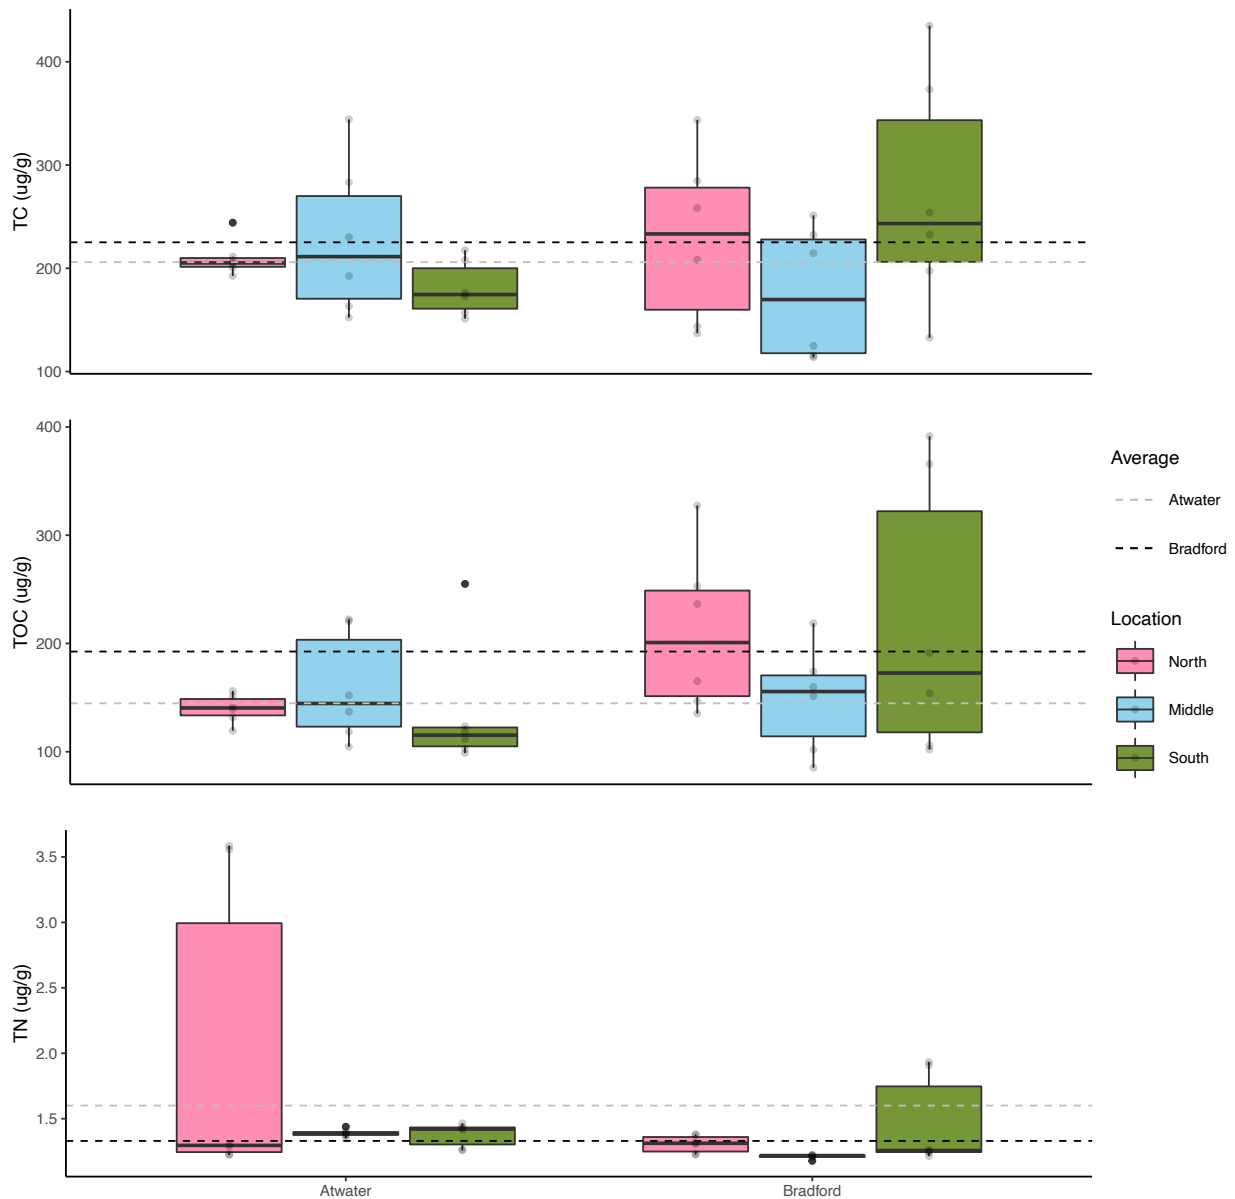 TC (ug/g)
400
300
200
100
TOC (ug/g)
400
300
200
100
TN (ug/g)
3.5
3.0
2.5
2.0
1.5
Atwater
Bradford
Average
Atwater
Bradford
Location
North
Middle
South